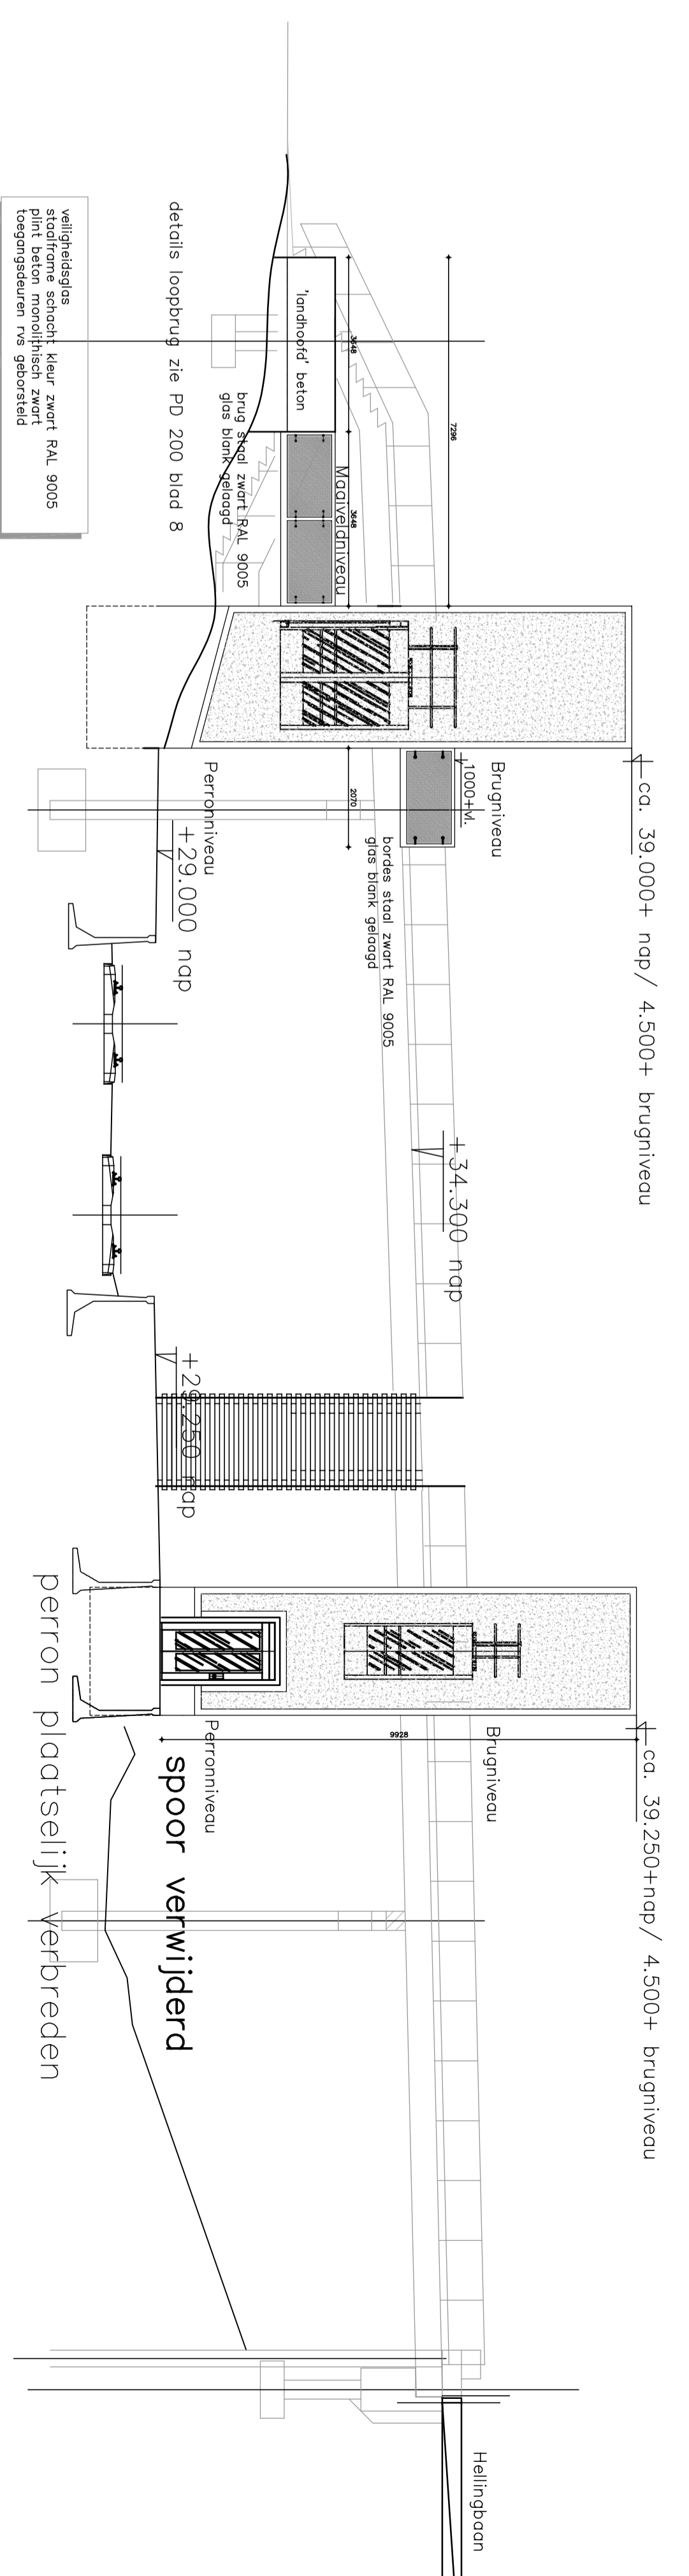 details loopbrug zie PD 200 blad 8
veiligheidsglas
staalframe schacht kleur zwart RAL 9005
plint beton monolithisch zwart
toegangsdeuren rvs geborsteld
'landhoofd' beton
3648
7296
brug staal zwart RAL 9005
glas blank gelaagd
Maaiveldniveau
3648
ca. 39.000+ nap/ 4.500+ brugniveau
Brugniveau
1000+vl.
2070
Perronniveau
+29.000 nap
bordes staal zwart RAL 9005
glas blank gelaagd
+34.300 nap
+29.250 nap
perron plaatselijk verbreden
ca. 39.250+nap/ 4.500+ brugniveau
Brugniveau
9928
Perronniveau
spoor verwijderd
Hellingbaan